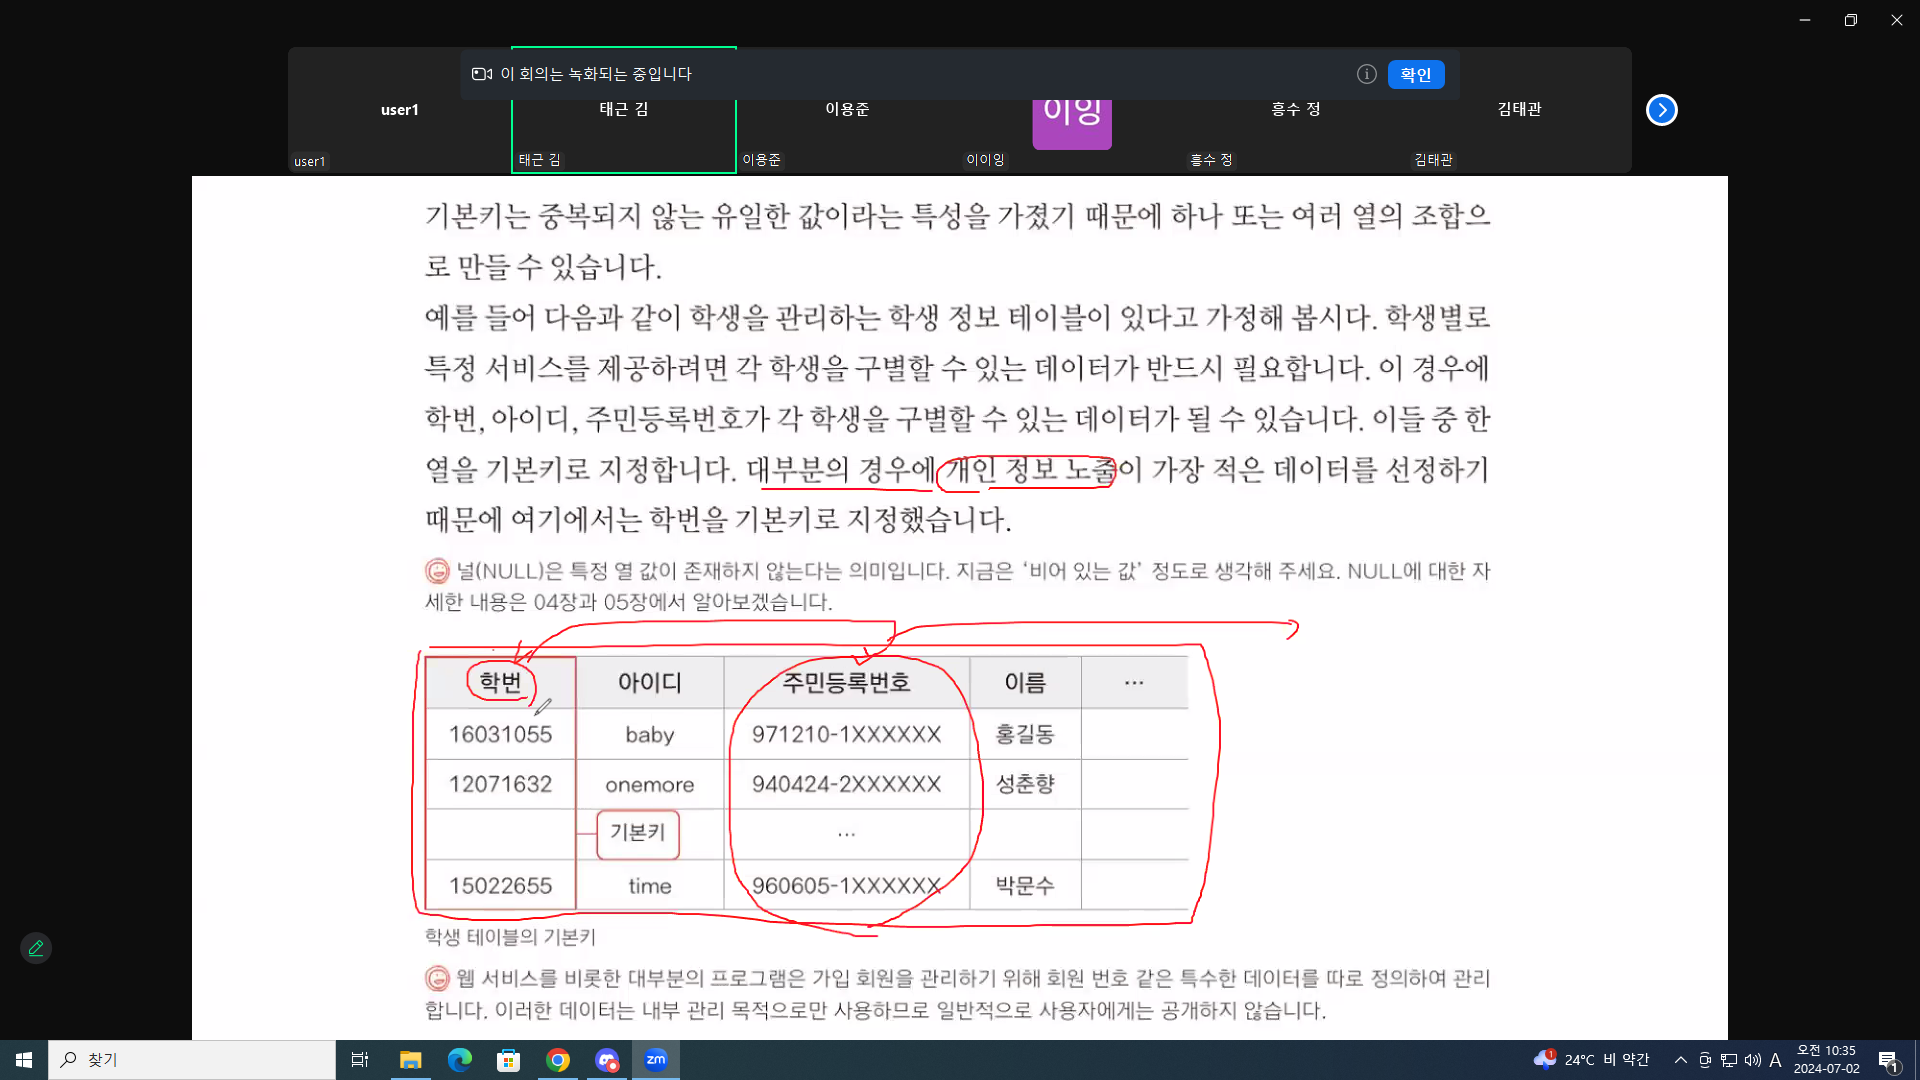 이 회의는 녹화되는 중입니다
확인
user1
태근 김
이용준
이잉
흥수 정
김태관
user1
태근 김
이용준
이이잉
흥수 정
김태관
기본키는 중복되지 않는 유일한 값이라는 특성을 가졌기 때문에 하나 또는 여러 열의 조합으
로 만들 수 있습니다.
예를 들어 다음과 같이 학생을 관리하는 학생 정보 테이블이 있다고 가정해 봅시다. 학생별로
특정 서비스를 제공하려면 각 학생을 구별할 수 있는 데이터가 반드시 필요합니다. 이 경우에
학번, 아이디, 주민등록번호가 각 학생을 구별할 수 있는 데이터가 될 수 있습니다. 이들 중 한
열을 기본키로 지정합니다. 대부분의 경우에 개인 정보 노출이 가장 적은 데이터를 선정하기
때문에 여기에서는 학번을 기본키로 지정했습니다.
널(NULL)은 특정 열 값이 존재하지 않는다는 의미입니다. 지금은 ‘비어 있는 값’ 정도로 생각해 주세요. NULL에 대한 자
세한 내용은 04장과 05장에서 알아보겠습니다.
학번 아이디 주민등록번호 이름 ···
16031055 baby 971210-1XXXXXX 홍길동
12071632 onemore 940424-2XXXXXX 성춘향
기본키 ···
15022655 time 960605-1XXXXXX 박문수
학생 테이블의 기본키
웹 서비스를 비롯한 대부분의 프로그램은 가입 회원을 관리하기 위해 회원 번호 같은 특수한 데이터를 따로 정의하여 관리
합니다. 이러한 데이터는 내부 관리 목적으로만 사용하므로 일반적으로 사용자에게는 공개하지 않습니다.
찾기
zm
1
24°C 비 약간
A
오전 10:35
2024-07-02
1